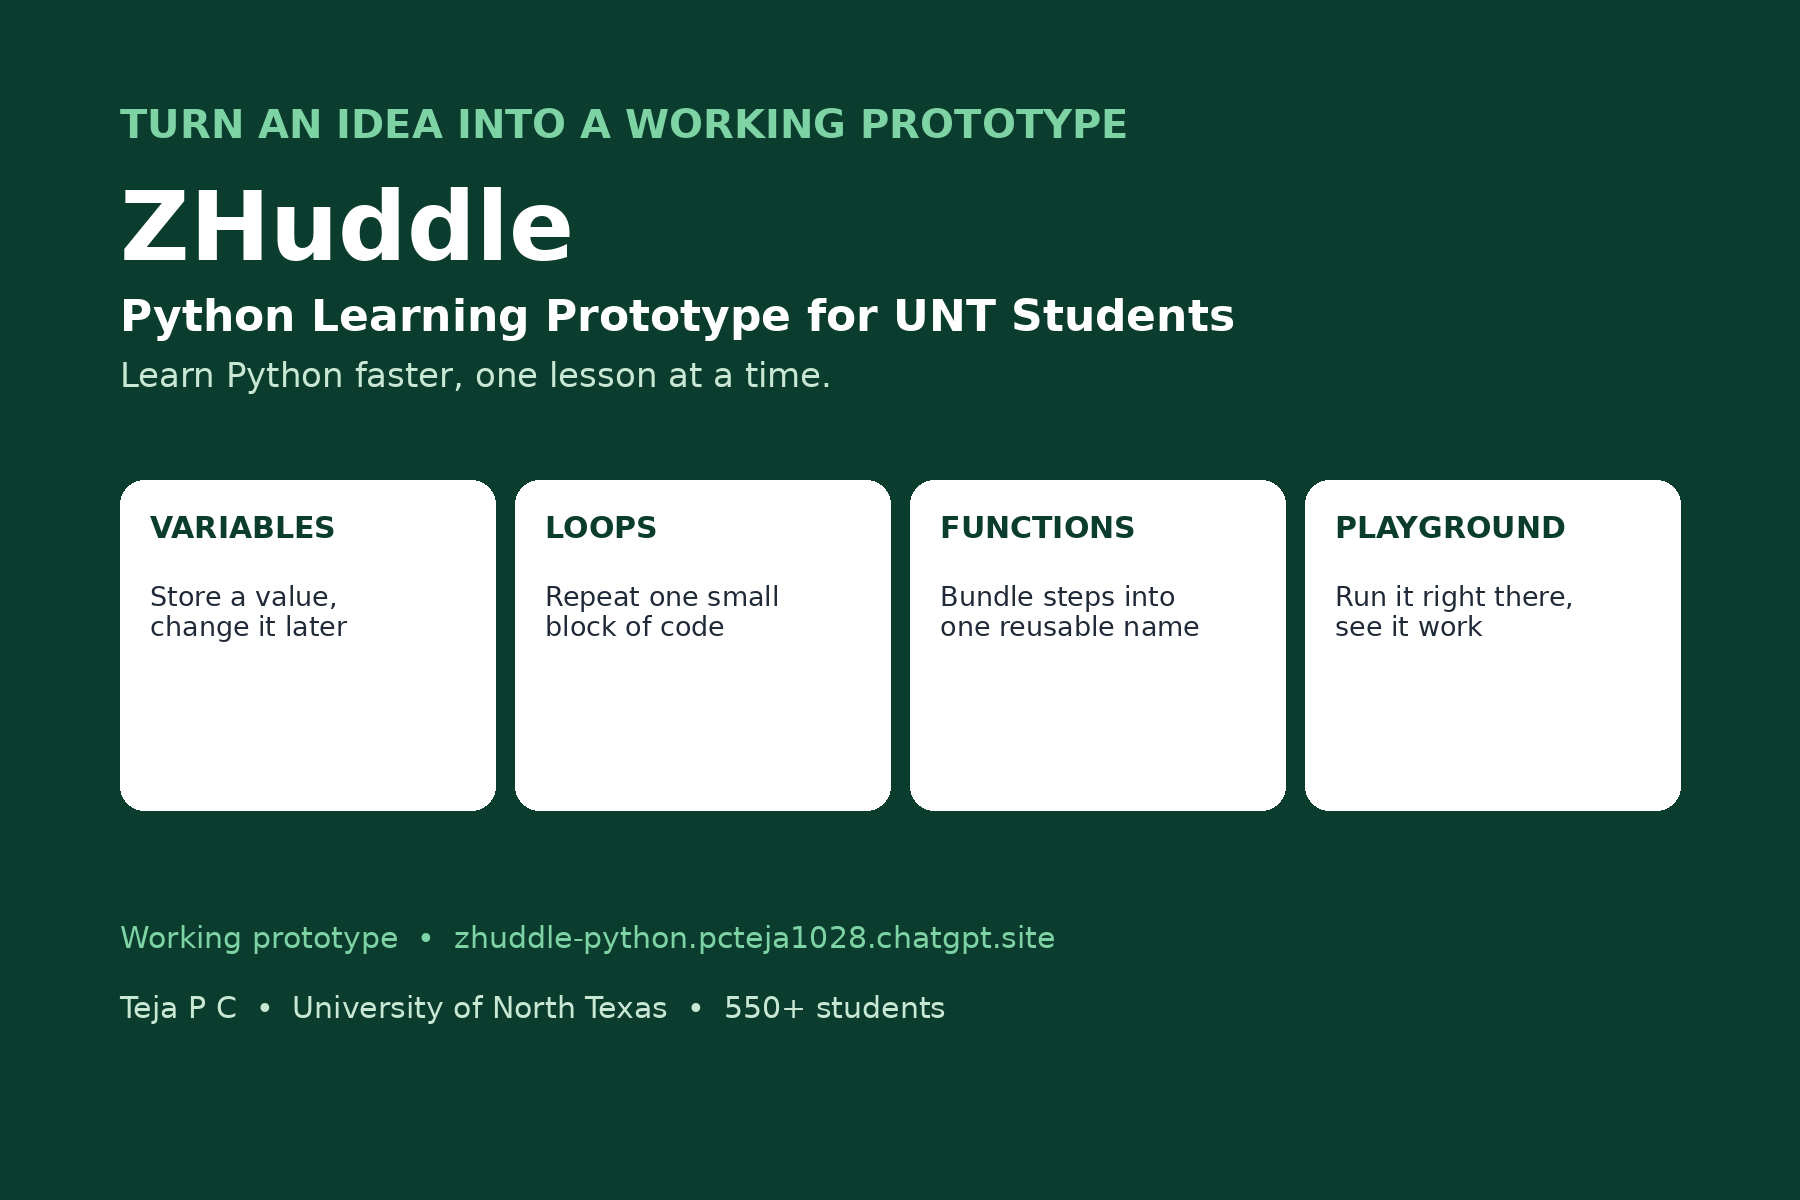 TURN AN IDEA INTO A WORKING PROTOTYPE
ZHuddle
Python Learning Prototype for UNT Students
Learn Python faster, one lesson at a time.
VARIABLES
Store a value,
change it later
LOOPS
Repeat one small
block of code
FUNCTIONS
Bundle steps into
one reusable name
PLAYGROUND
Run it right there,
see it work
Working prototype • zhuddle-python.pcteja1028.chatgpt.site
Teja P C • University of North Texas • 550+ students